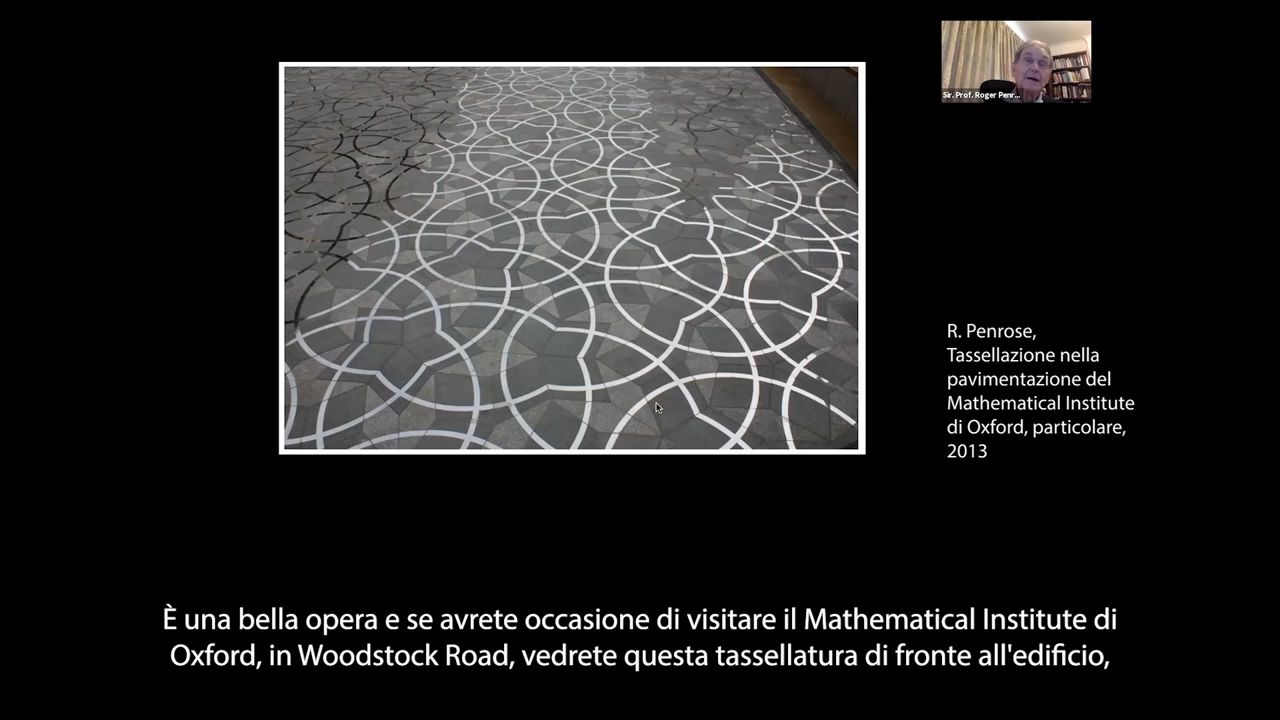 Sir. Prof. Roger Penr...
R. Penrose,
Tassellazione nella
pavimentazione del
Mathematical Institute
di Oxford, particolare,
2013
È una bella opera e se avrete occasione di visitare il Mathematical Institute di
Oxford, in Woodstock Road, vedrete questa tassellatura di fronte all'edificio,